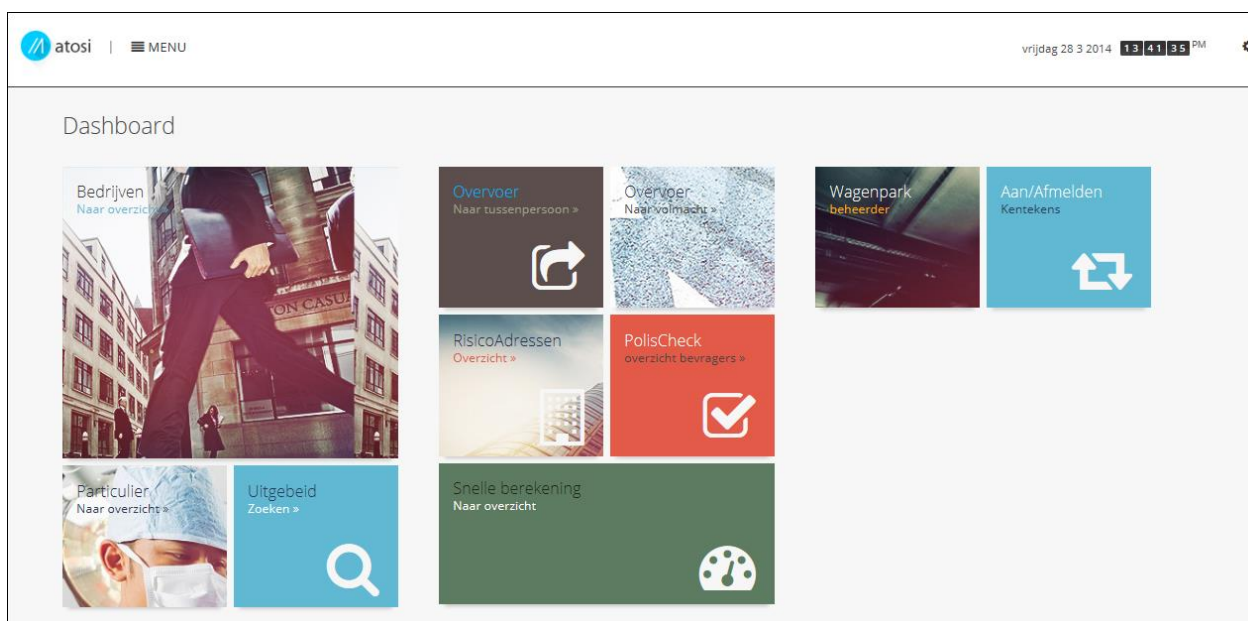 atosi | MENU
vrijdag 28 3 2014 13 41 35 PM
Dashboard
Bedrijven
Naar overzicht »
Overvoer
Naar tussenpersoon »
Overvoer
Naar volmacht »
Wagenpark
beheerder
Aan/Afmelden
Kentekens
RisicoAdressen
Overzicht »
PolisCheck
overzicht bevragers »
Particulier
Naar overzicht »
Uitgebeid
Zoeken »
Snelle berekening
Naar overzicht
ON CASUA